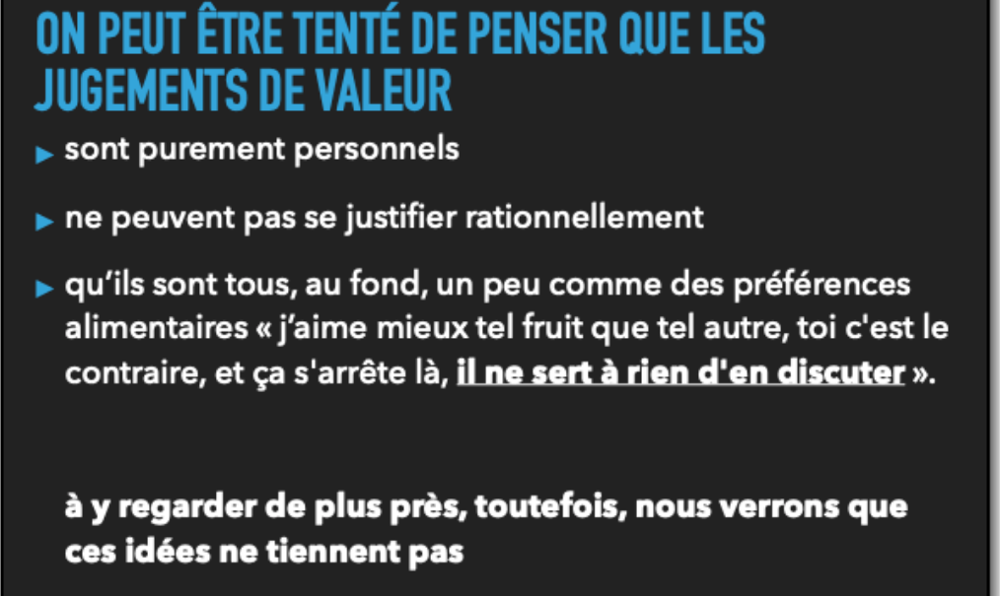 ON PEUT ÊTRE TENTÉ DE PENSER QUE LES
JUGEMENTS DE VALEUR
▸ sont purement personnels
▸ ne peuvent pas se justifier rationnellement
▸ qu’ils sont tous, au fond, un peu comme des préférences
alimentaires « j’aime mieux tel fruit que tel autre, toi c'est le
contraire, et ça s'arrête là, il ne sert à rien d'en discuter ».
à y regarder de plus près, toutefois, nous verrons que
ces idées ne tiennent pas